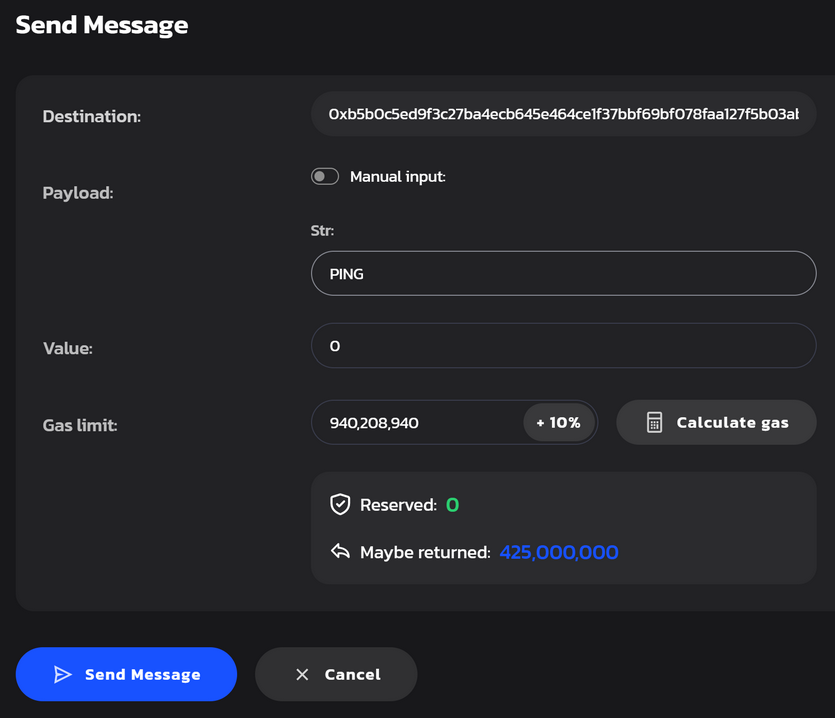 Send Message
Destination:
0xb5b0c5ed9f3c27ba4ecb645e464ce1f37bbf69bf078faa127f5b03al
Payload:
Manual input:
Str:
PING
Value:
0
Gas limit:
940,208,940
+ 10%
Calculate gas
Reserved: 0
Maybe returned: 425,000,000
Send Message
Cancel